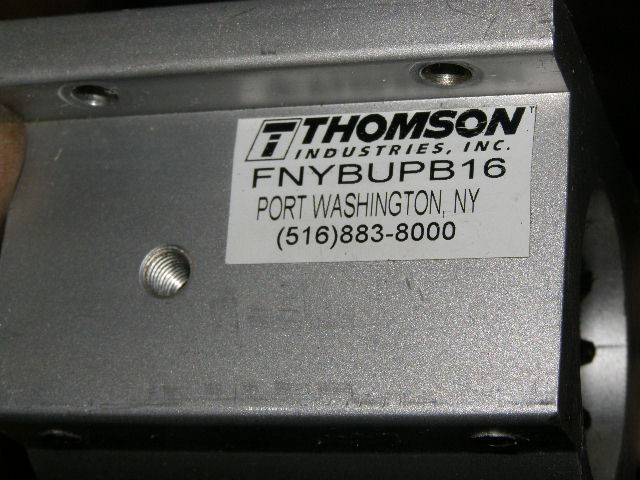 THOMSON
INDUSTRIES, INC.
FNYBUPB16
PORT WASHINGTON, NY
(516)883-8000